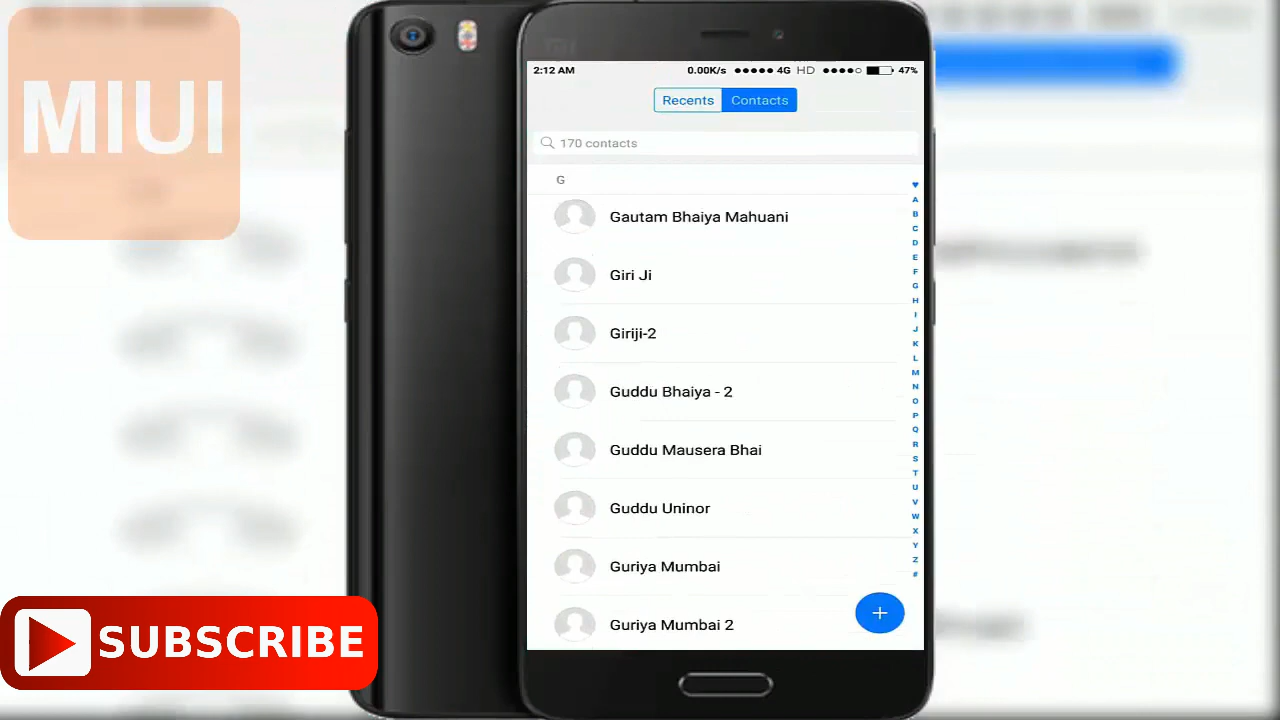 MIUI
2:12 AM 0.00K/s 4G HD 47%
Recents Contacts
170 contacts
G
Gautam Bhaiya Mahuani
Giri Ji
Giriji-2
Guddu Bhaiya - 2
Guddu Mausera Bhai
Guddu Uninor
Guriya Mumbai
Guriya Mumbai 2
A
B
C
D
E
F
G
H
I
J
K
L
M
N
O
P
Q
R
S
T
U
V
W
X
Y
Z
#
+
SUBSCRIBE